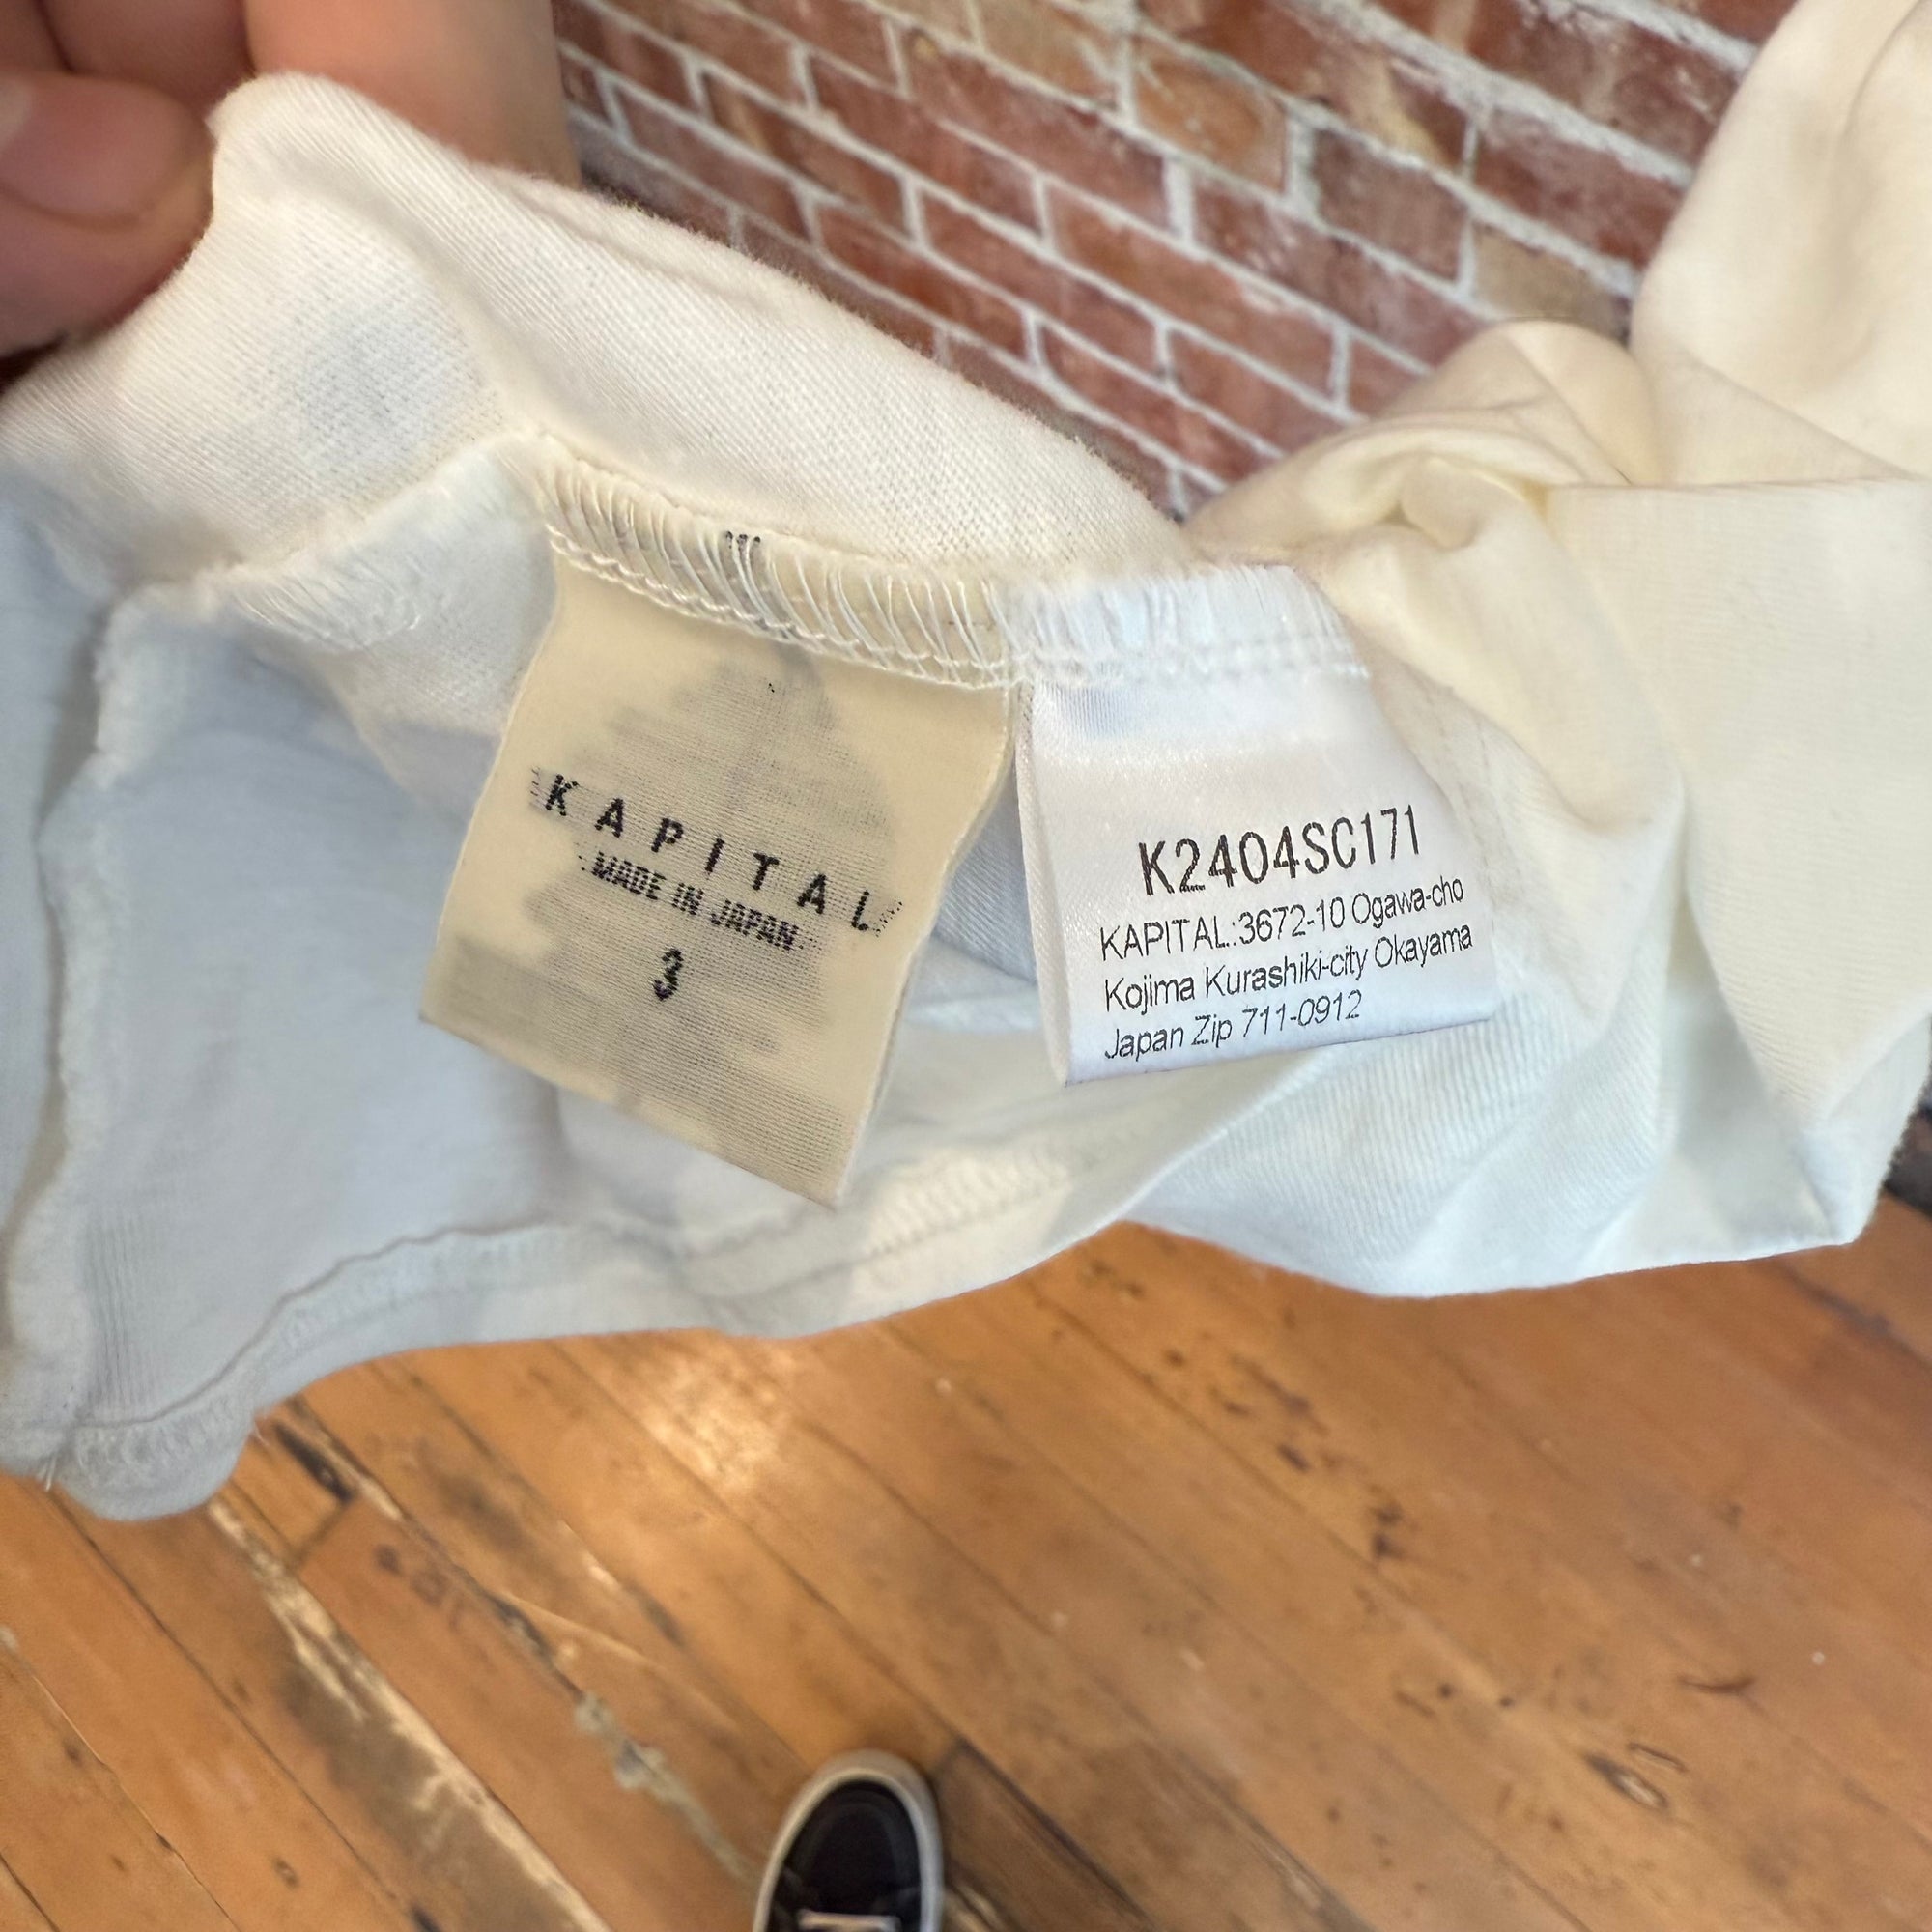 KAPITAL
MADE IN JAPAN
3
K2404SC171
KAPITAL:3672-10 Ogawa-cho
Kojima Kurashiki-city Okayama
Japan Zip 711-0912